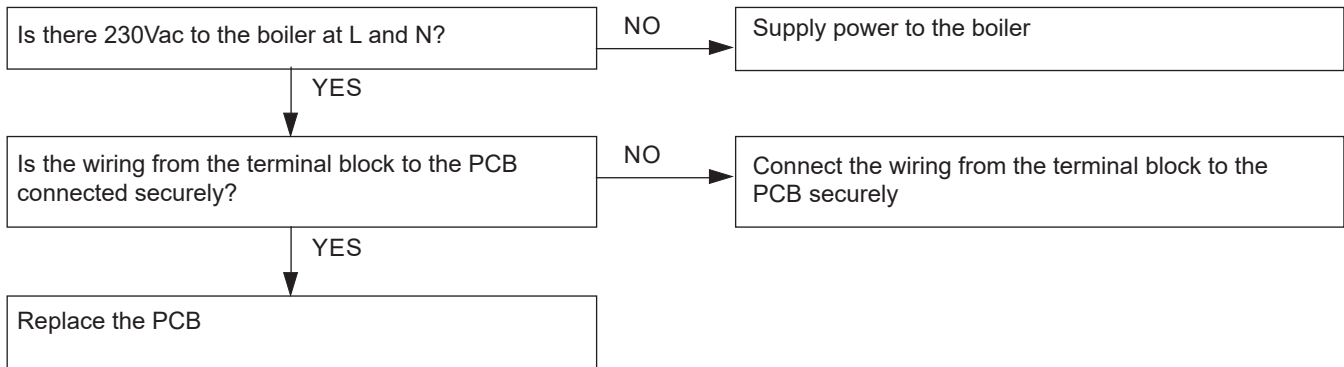 Is there 230Vac to the boiler at L and N?
NO
Supply power to the boiler
YES
Is the wiring from the terminal block to the PCB
connected securely?
NO
Connect the wiring from the terminal block to the
PCB securely
YES
Replace the PCB